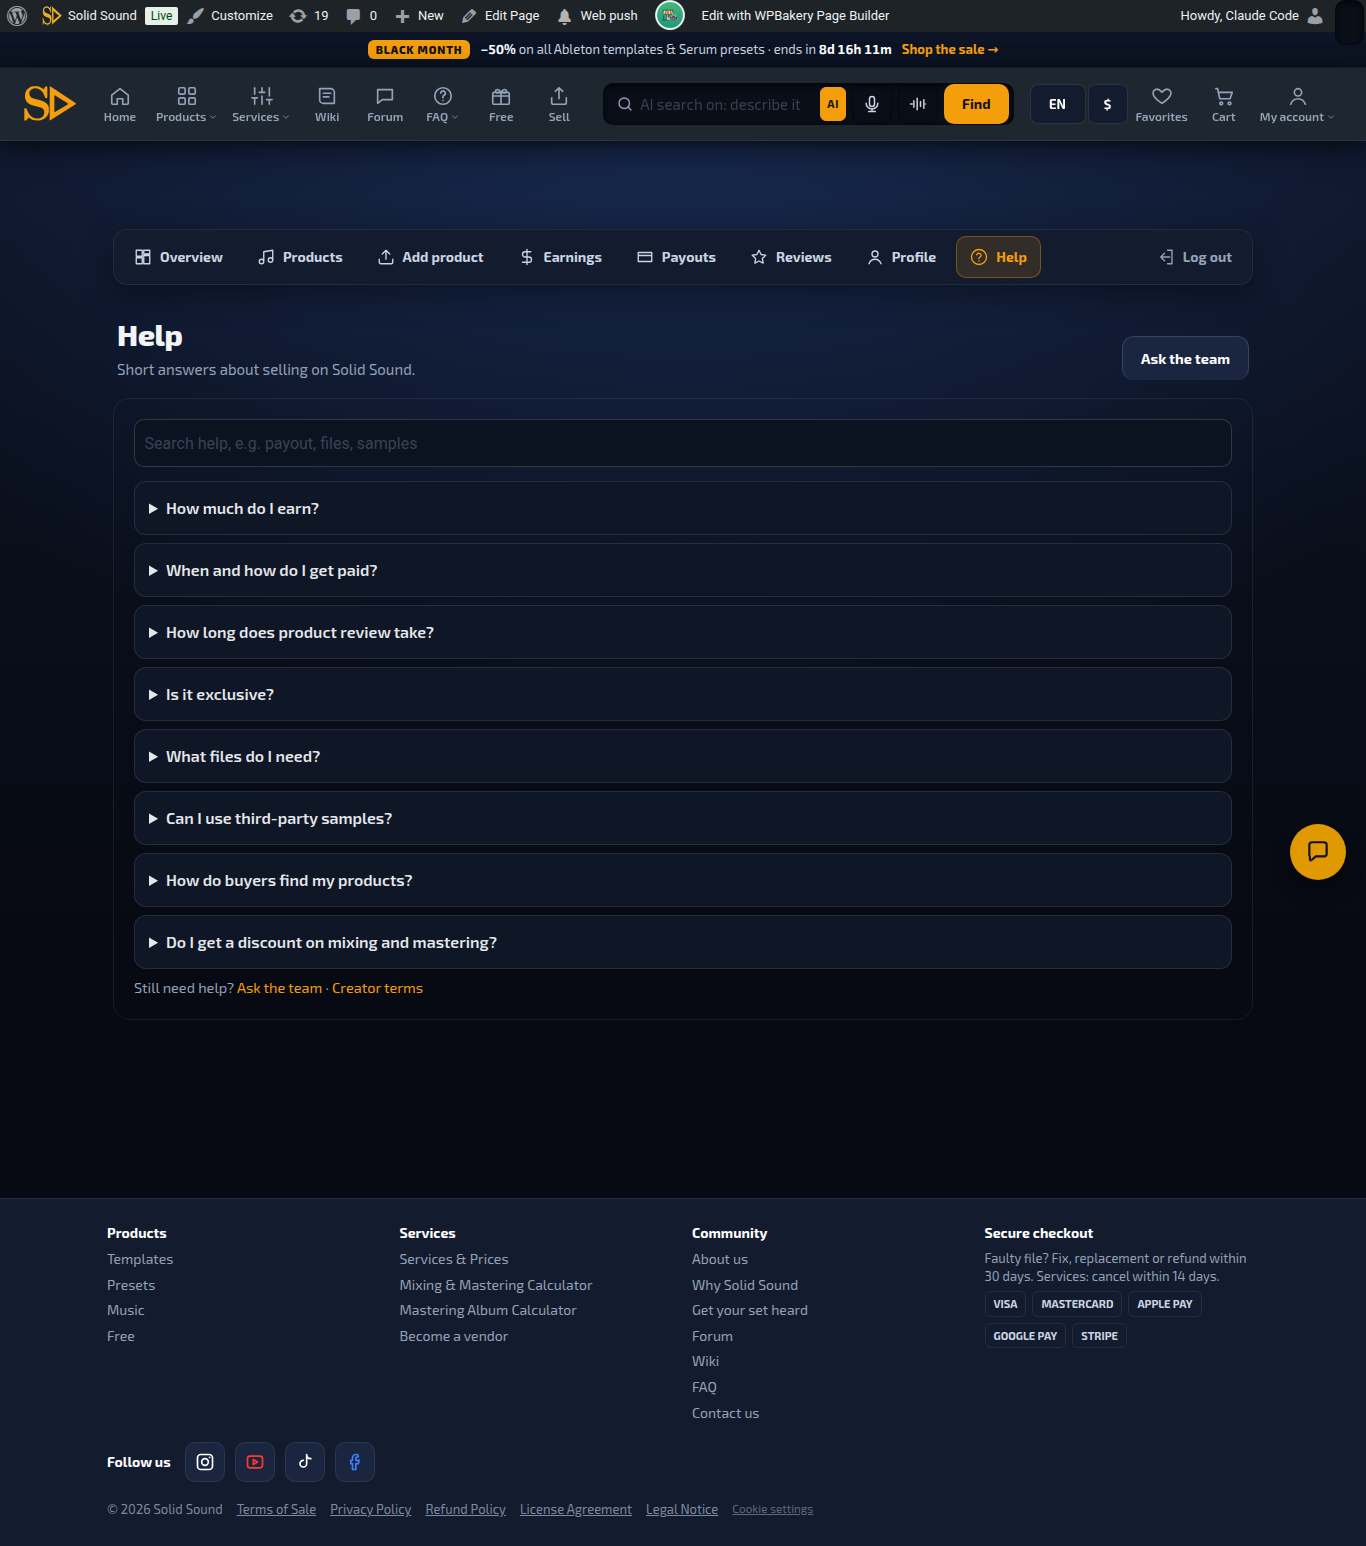 Solid Sound Live Customize 19 0 New Edit Page Web push Edit with WPBakery Page Builder Howdy, Claude Code
BLACK MONTH −50% on all Ableton templates & Serum presets · ends in 8d 16h 11m Shop the sale →
Home Products Services Wiki Forum FAQ Free Sell AI search on: describe it AI Find EN $ Favorites Cart My account
Overview Products Add product Earnings Payouts Reviews Profile Help Log out
Help
Short answers about selling on Solid Sound.
Ask the team
Search help, e.g. payout, files, samples
How much do I earn?
When and how do I get paid?
How long does product review take?
Is it exclusive?
What files do I need?
Can I use third-party samples?
How do buyers find my products?
Do I get a discount on mixing and mastering?
Still need help? Ask the team · Creator terms
Products
Templates
Presets
Music
Free
Services
Services & Prices
Mixing & Mastering Calculator
Mastering Album Calculator
Become a vendor
Community
About us
Why Solid Sound
Get your set heard
Forum
Wiki
FAQ
Contact us
Secure checkout
Faulty file? Fix, replacement or refund within
30 days. Services: cancel within 14 days.
VISA MASTERCARD APPLE PAY
GOOGLE PAY STRIPE
Follow us
© 2026 Solid Sound Terms of Sale Privacy Policy Refund Policy License Agreement Legal Notice Cookie settings